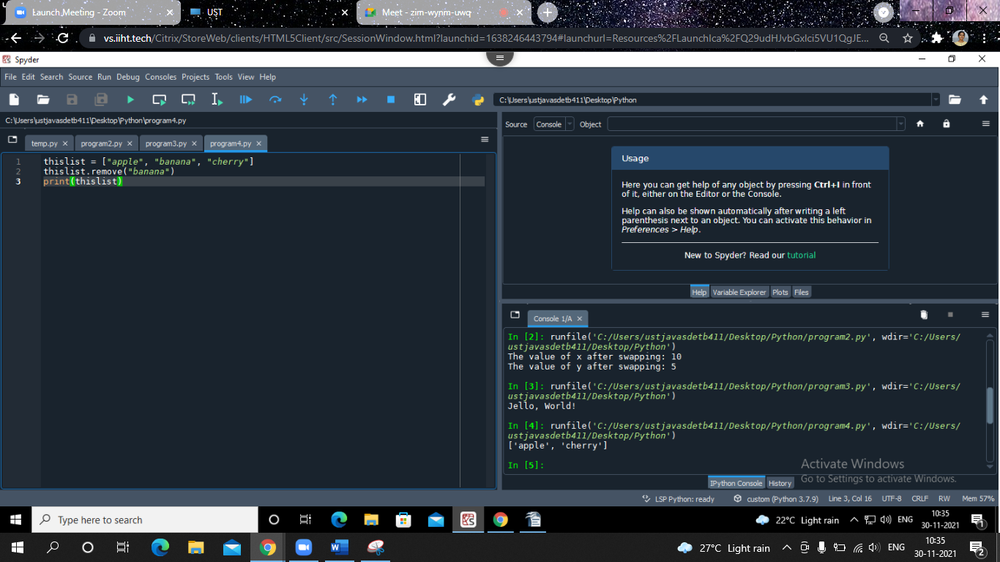 Launch Meeting - Zoom
UST
Meet - zim-wynm-uwq
vs.iiht.tech/Citrix/StoreWeb/clients/HTML5Client/src/SessionWindow.html?launchid=1638246443794#launchurl=Resources%2FLaunchIca%2FQ29udHJvbGxlci5VU1QgJE...
Spyder
File Edit Search Source Run Debug Consoles Projects Tools View Help
C:\Users\ustjavasdetb411\Desktop\Python
C:\Users\ustjavasdetb411\Desktop\Python\program4.py
temp.py program2.py program3.py program4.py
1 thislist = ["apple", "banana", "cherry"]
2 thislist.remove("banana")
3 print(thislist)
Source Console Object
Usage
Here you can get help of any object by pressing Ctrl+I in front
of it, either on the Editor or the Console.
Help can also be shown automatically after writing a left
parenthesis next to an object. You can activate this behavior in
Preferences > Help.
New to Spyder? Read our tutorial
Help Variable Explorer Plots Files
Console 1/A
In [2]: runfile('C:/Users/ustjavasdetb411/Desktop/Python/program2.py', wdir='C:/Users/
ustjavasdetb411/Desktop/Python')
The value of x after swapping: 10
The value of y after swapping: 5
In [3]: runfile('C:/Users/ustjavasdetb411/Desktop/Python/program3.py', wdir='C:/Users/
ustjavasdetb411/Desktop/Python')
Jello, World!
In [4]: runfile('C:/Users/ustjavasdetb411/Desktop/Python/program4.py', wdir='C:/Users/
ustjavasdetb411/Desktop/Python')
['apple', 'cherry']
In [5]:
Activate Windows
Go to Settings to activate Windows.
IPython Console History
LSP Python: ready custom (Python 3.7.9) Line 3, Col 16 UTF-8 CRLF RW Mem 57%
Type here to search
22°C Light rain ENG 10:35
30-11-2021
1
27°C Light rain ENG 10:35
30-11-2021
2